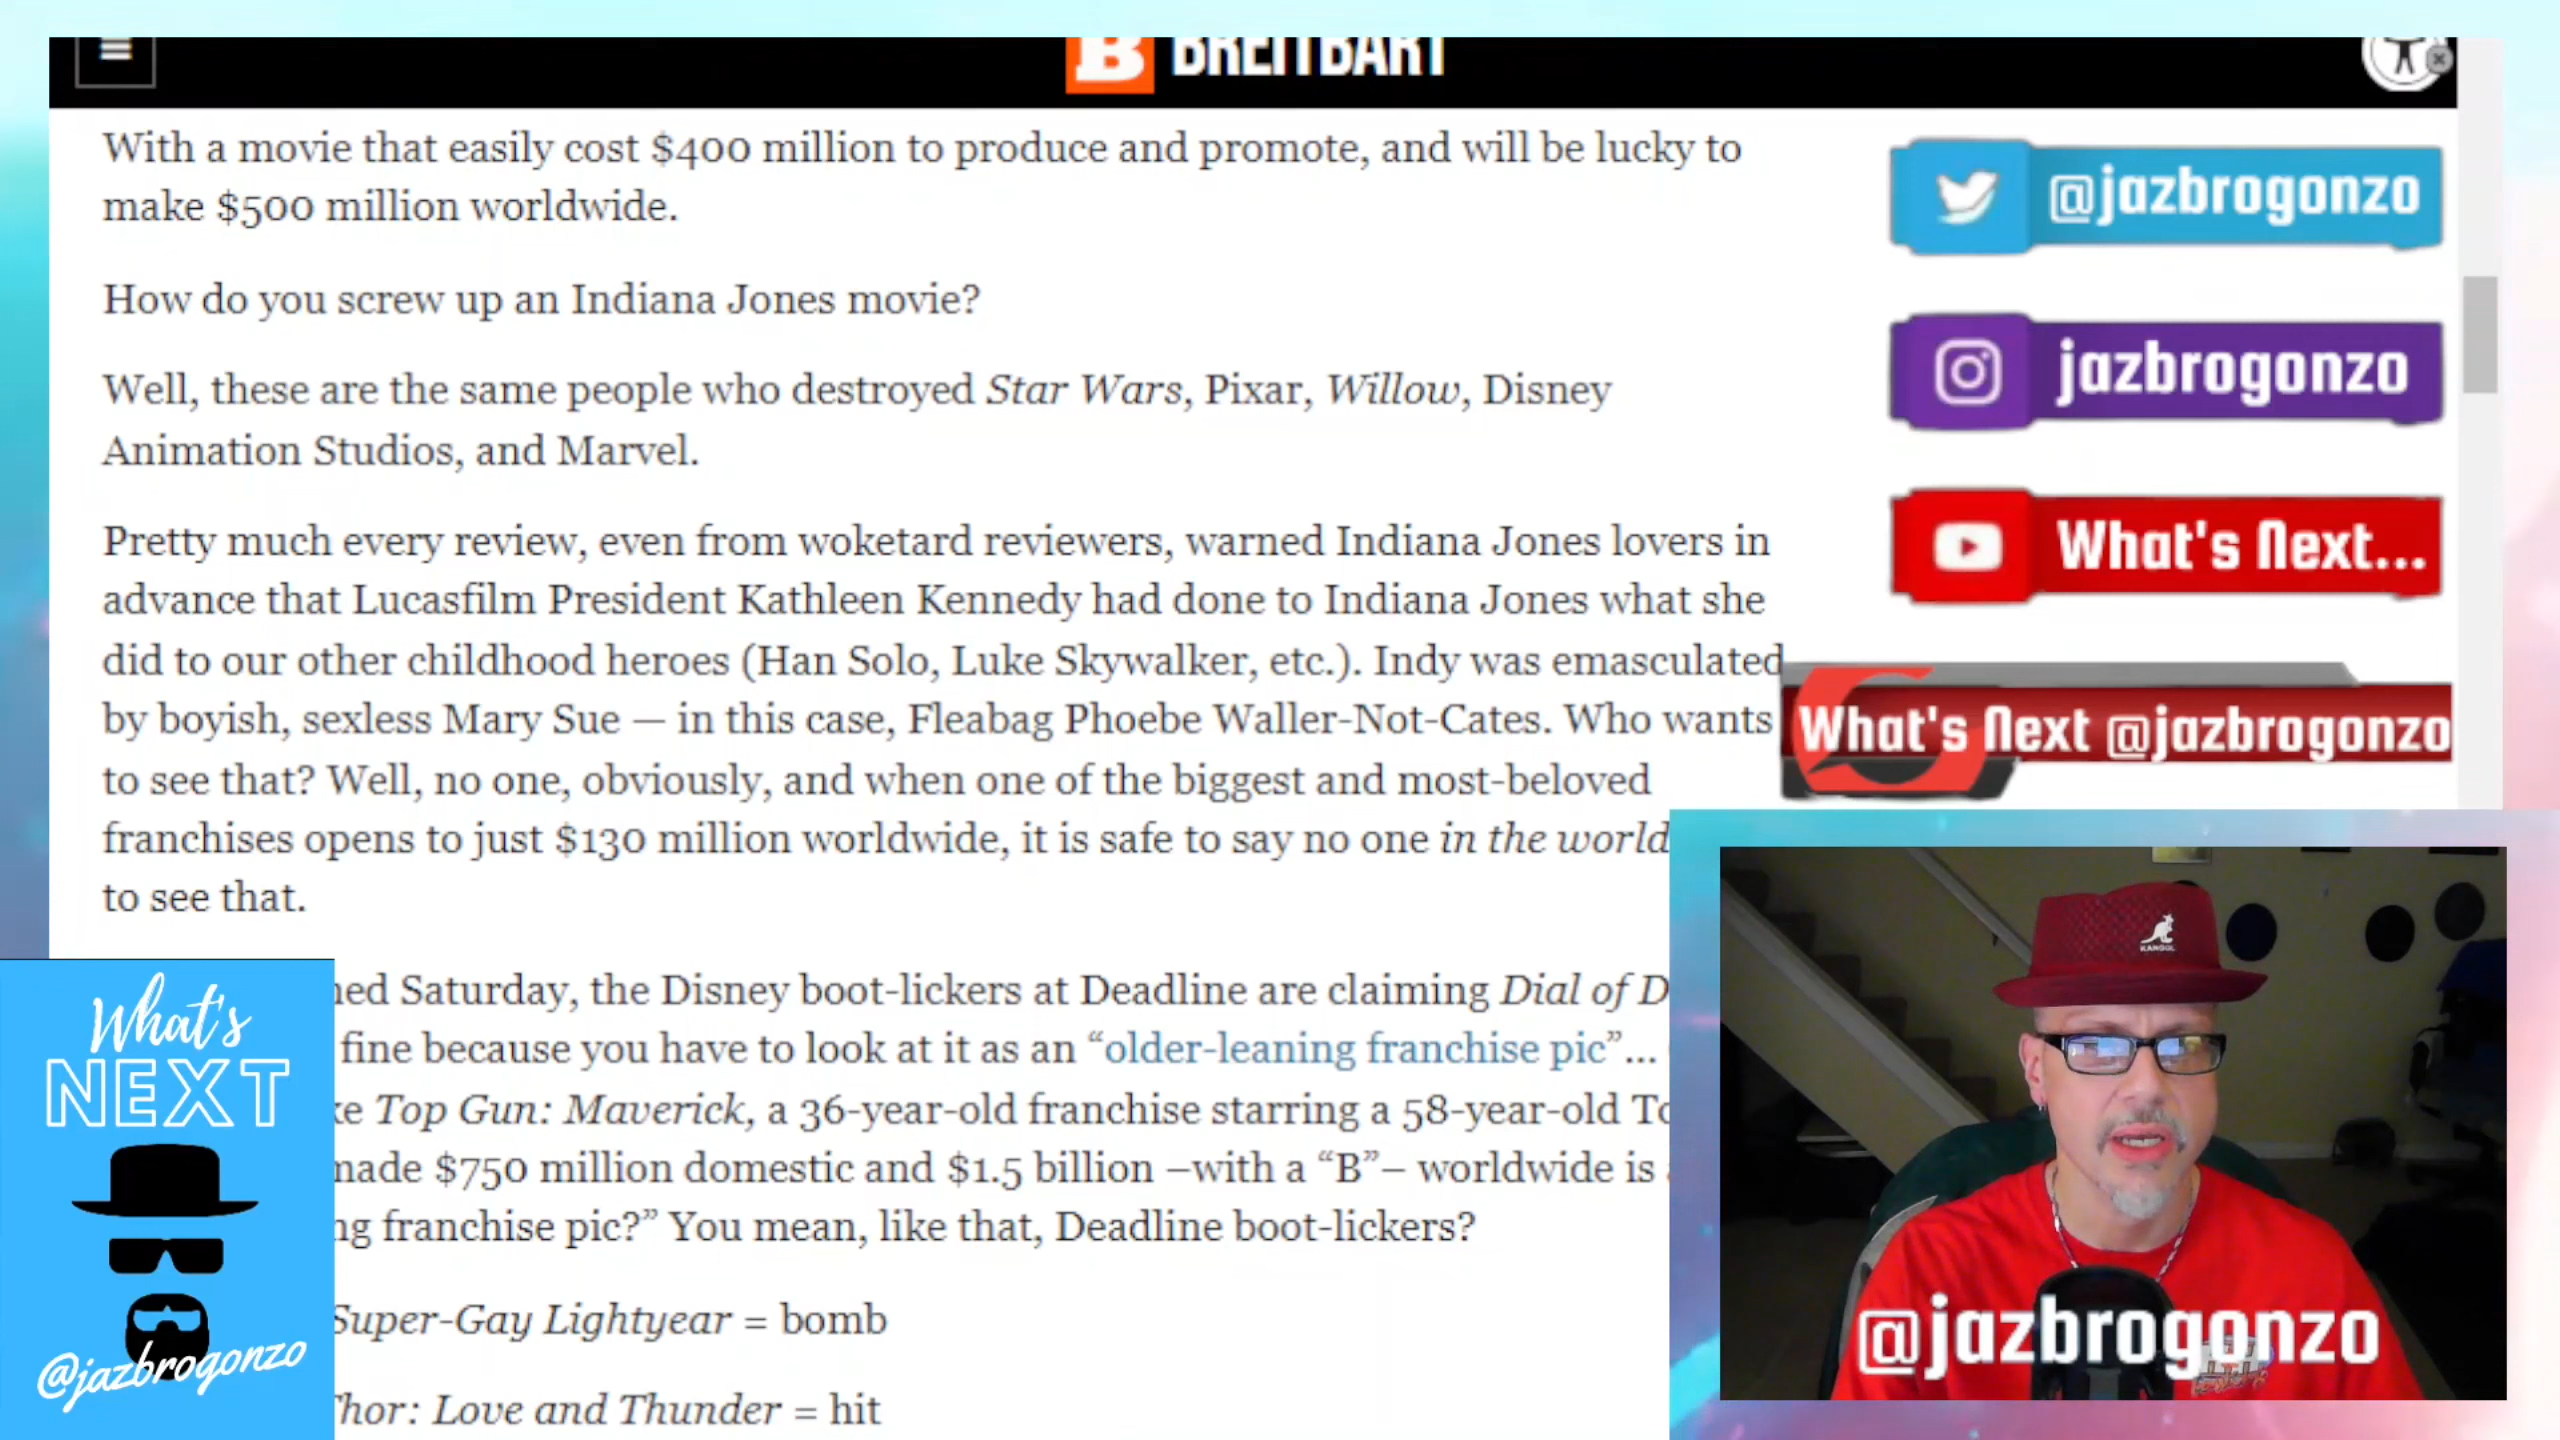 BREITBART
With a movie that easily cost $400 million to produce and promote, and will be lucky to
make $500 million worldwide.
How do you screw up an Indiana Jones movie?
Well, these are the same people who destroyed Star Wars, Pixar, Willow, Disney
Animation Studios, and Marvel.
Pretty much every review, even from woketard reviewers, warned Indiana Jones lovers in
advance that Lucasfilm President Kathleen Kennedy had done to Indiana Jones what she
did to our other childhood heroes (Han Solo, Luke Skywalker, etc.). Indy was emasculated
by boyish, sexless Mary Sue — in this case, Fleabag Phoebe Waller-Not-Cates. Who wants
to see that? Well, no one, obviously, and when one of the biggest and most-beloved
franchises opens to just $130 million worldwide, it is safe to say no one in the world
to see that.
Saturday, the Disney boot-lickers at Deadline are claiming Dial of D
fine because you have to look at it as an “older-leaning franchise pic”...
Top Gun: Maverick, a 36-year-old franchise starring a 58-year-old
$750 million domestic and $1.5 billion –with a “B”– worldwide is
franchise pic?” You mean, like that, Deadline boot-lickers?
Super-Gay Lightyear = bomb
Thor: Love and Thunder = hit
@jazbrogonzo
jazbrogonzo
What's Next...
What's Next @jazbrogonzo
What's
NEXT
@jazbrogonzo
KANGOL
@jazbrogonzo